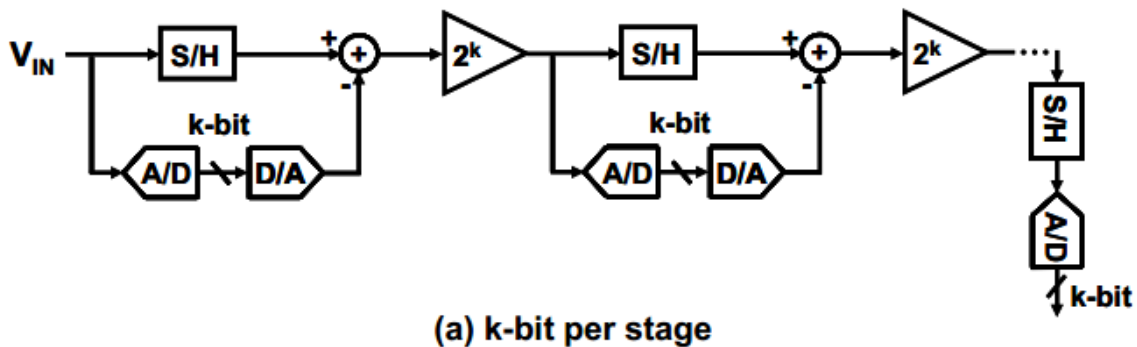 V_IN
S/H
+
+
-
2^k
S/H
+
+
-
2^k
S/H
k-bit
A/D
D/A
k-bit
A/D
D/A
A/D
k-bit
(a) k-bit per stage